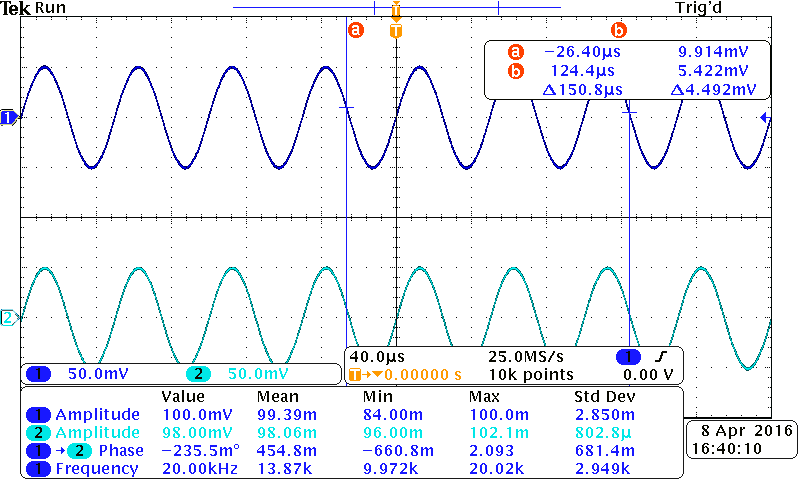 Tek Run Trig'd
T
a T b
a −26.40µs 9.914mV
b 124.4µs 5.422mV
Δ150.8µs Δ4.492mV
1
2
1 50.0mV 2 50.0mV
40.0µs 25.0MS/s 1
T→▼0.00000 s 10k points 0.00 V
Value Mean Min Max Std Dev
1 Amplitude 100.0mV 99.39m 84.00m 100.0m 2.850m
2 Amplitude 98.00mV 98.06m 96.00m 102.1m 802.8µ
1 → 2 Phase −235.5m° 454.8m −660.8m 2.093 681.4m
1 Frequency 20.00kHz 13.87k 9.972k 20.02k 2.949k
8 Apr 2016
16:40:10